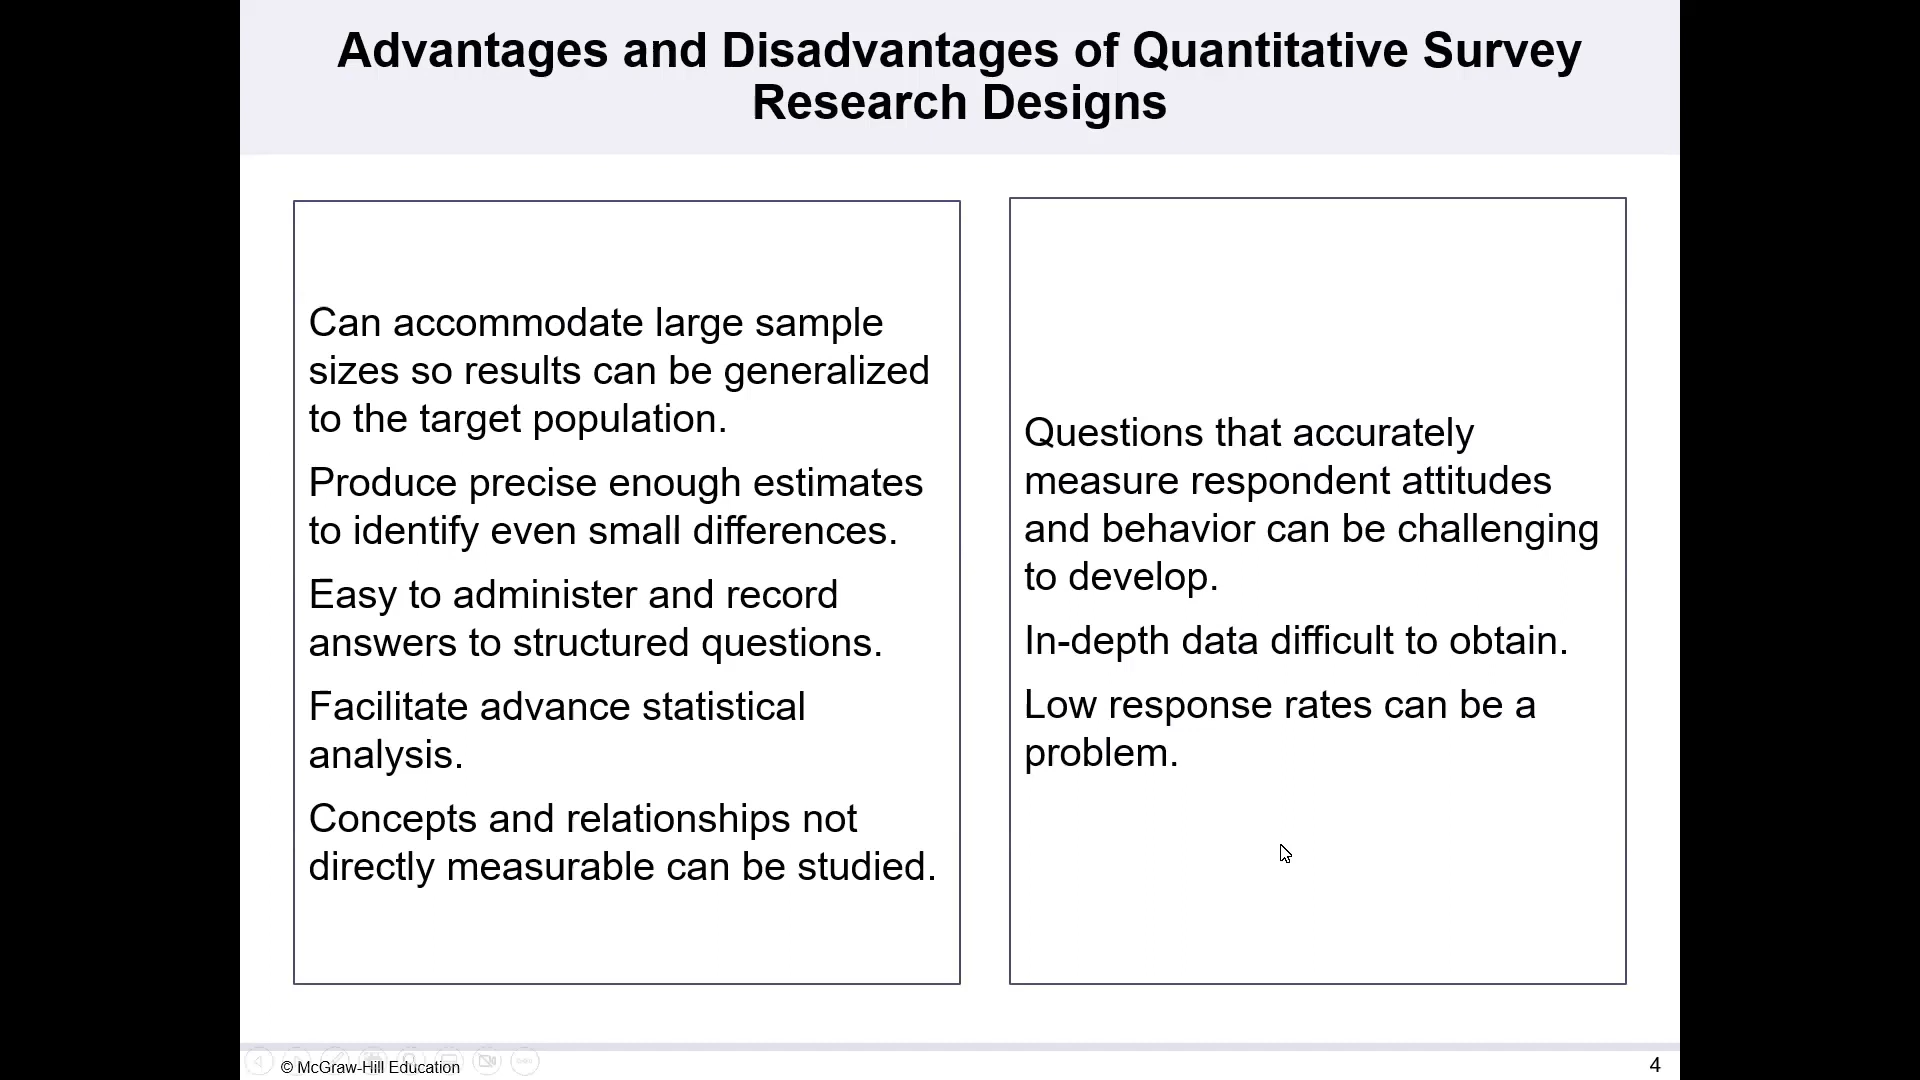 Advantages and Disadvantages of Quantitative Survey
Research Designs
Can accommodate large sample
sizes so results can be generalized
to the target population.
Produce precise enough estimates
to identify even small differences.
Easy to administer and record
answers to structured questions.
Facilitate advance statistical
analysis.
Concepts and relationships not
directly measurable can be studied.
Questions that accurately
measure respondent attitudes
and behavior can be challenging
to develop.
In-depth data difficult to obtain.
Low response rates can be a
problem.
© McGraw-Hill Education
4